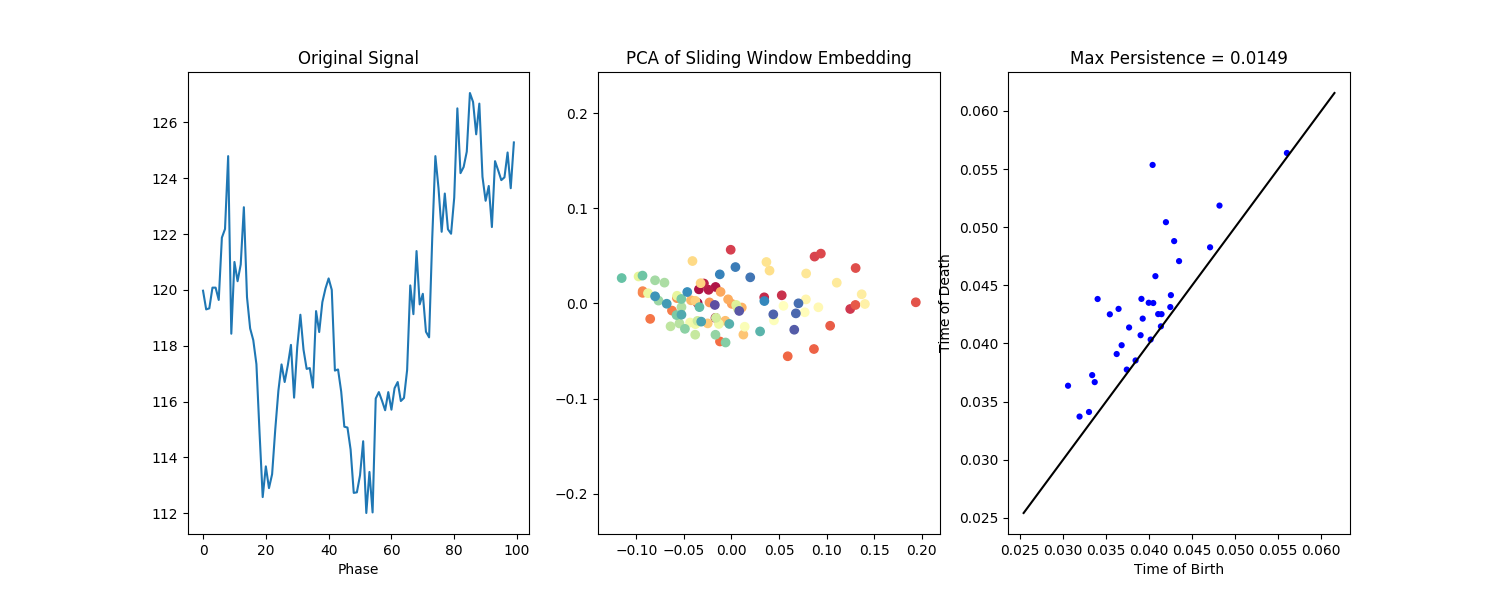 Original Signal
126
124
122
120
118
116
114
112
0 20 40 60 80 100
Phase
PCA of Sliding Window Embedding
0.2
0.1
0.0
−0.1
−0.2
−0.10 −0.05 0.00 0.05 0.10 0.15 0.20
Max Persistence = 0.0149
Time of Death
0.060
0.055
0.050
0.045
0.040
0.035
0.030
0.025
0.025 0.030 0.035 0.040 0.045 0.050 0.055 0.060
Time of Birth